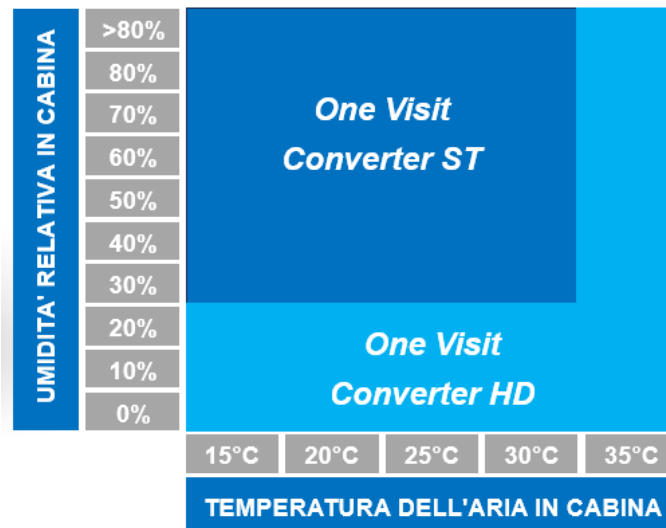 UMIDITA' RELATIVA IN CABINA
>80%
80%
70%
60%
50%
40%
30%
20%
10%
0%
One Visit
Converter ST
One Visit
Converter HD
15°C 20°C 25°C 30°C 35°C
TEMPERATURA DELL'ARIA IN CABINA